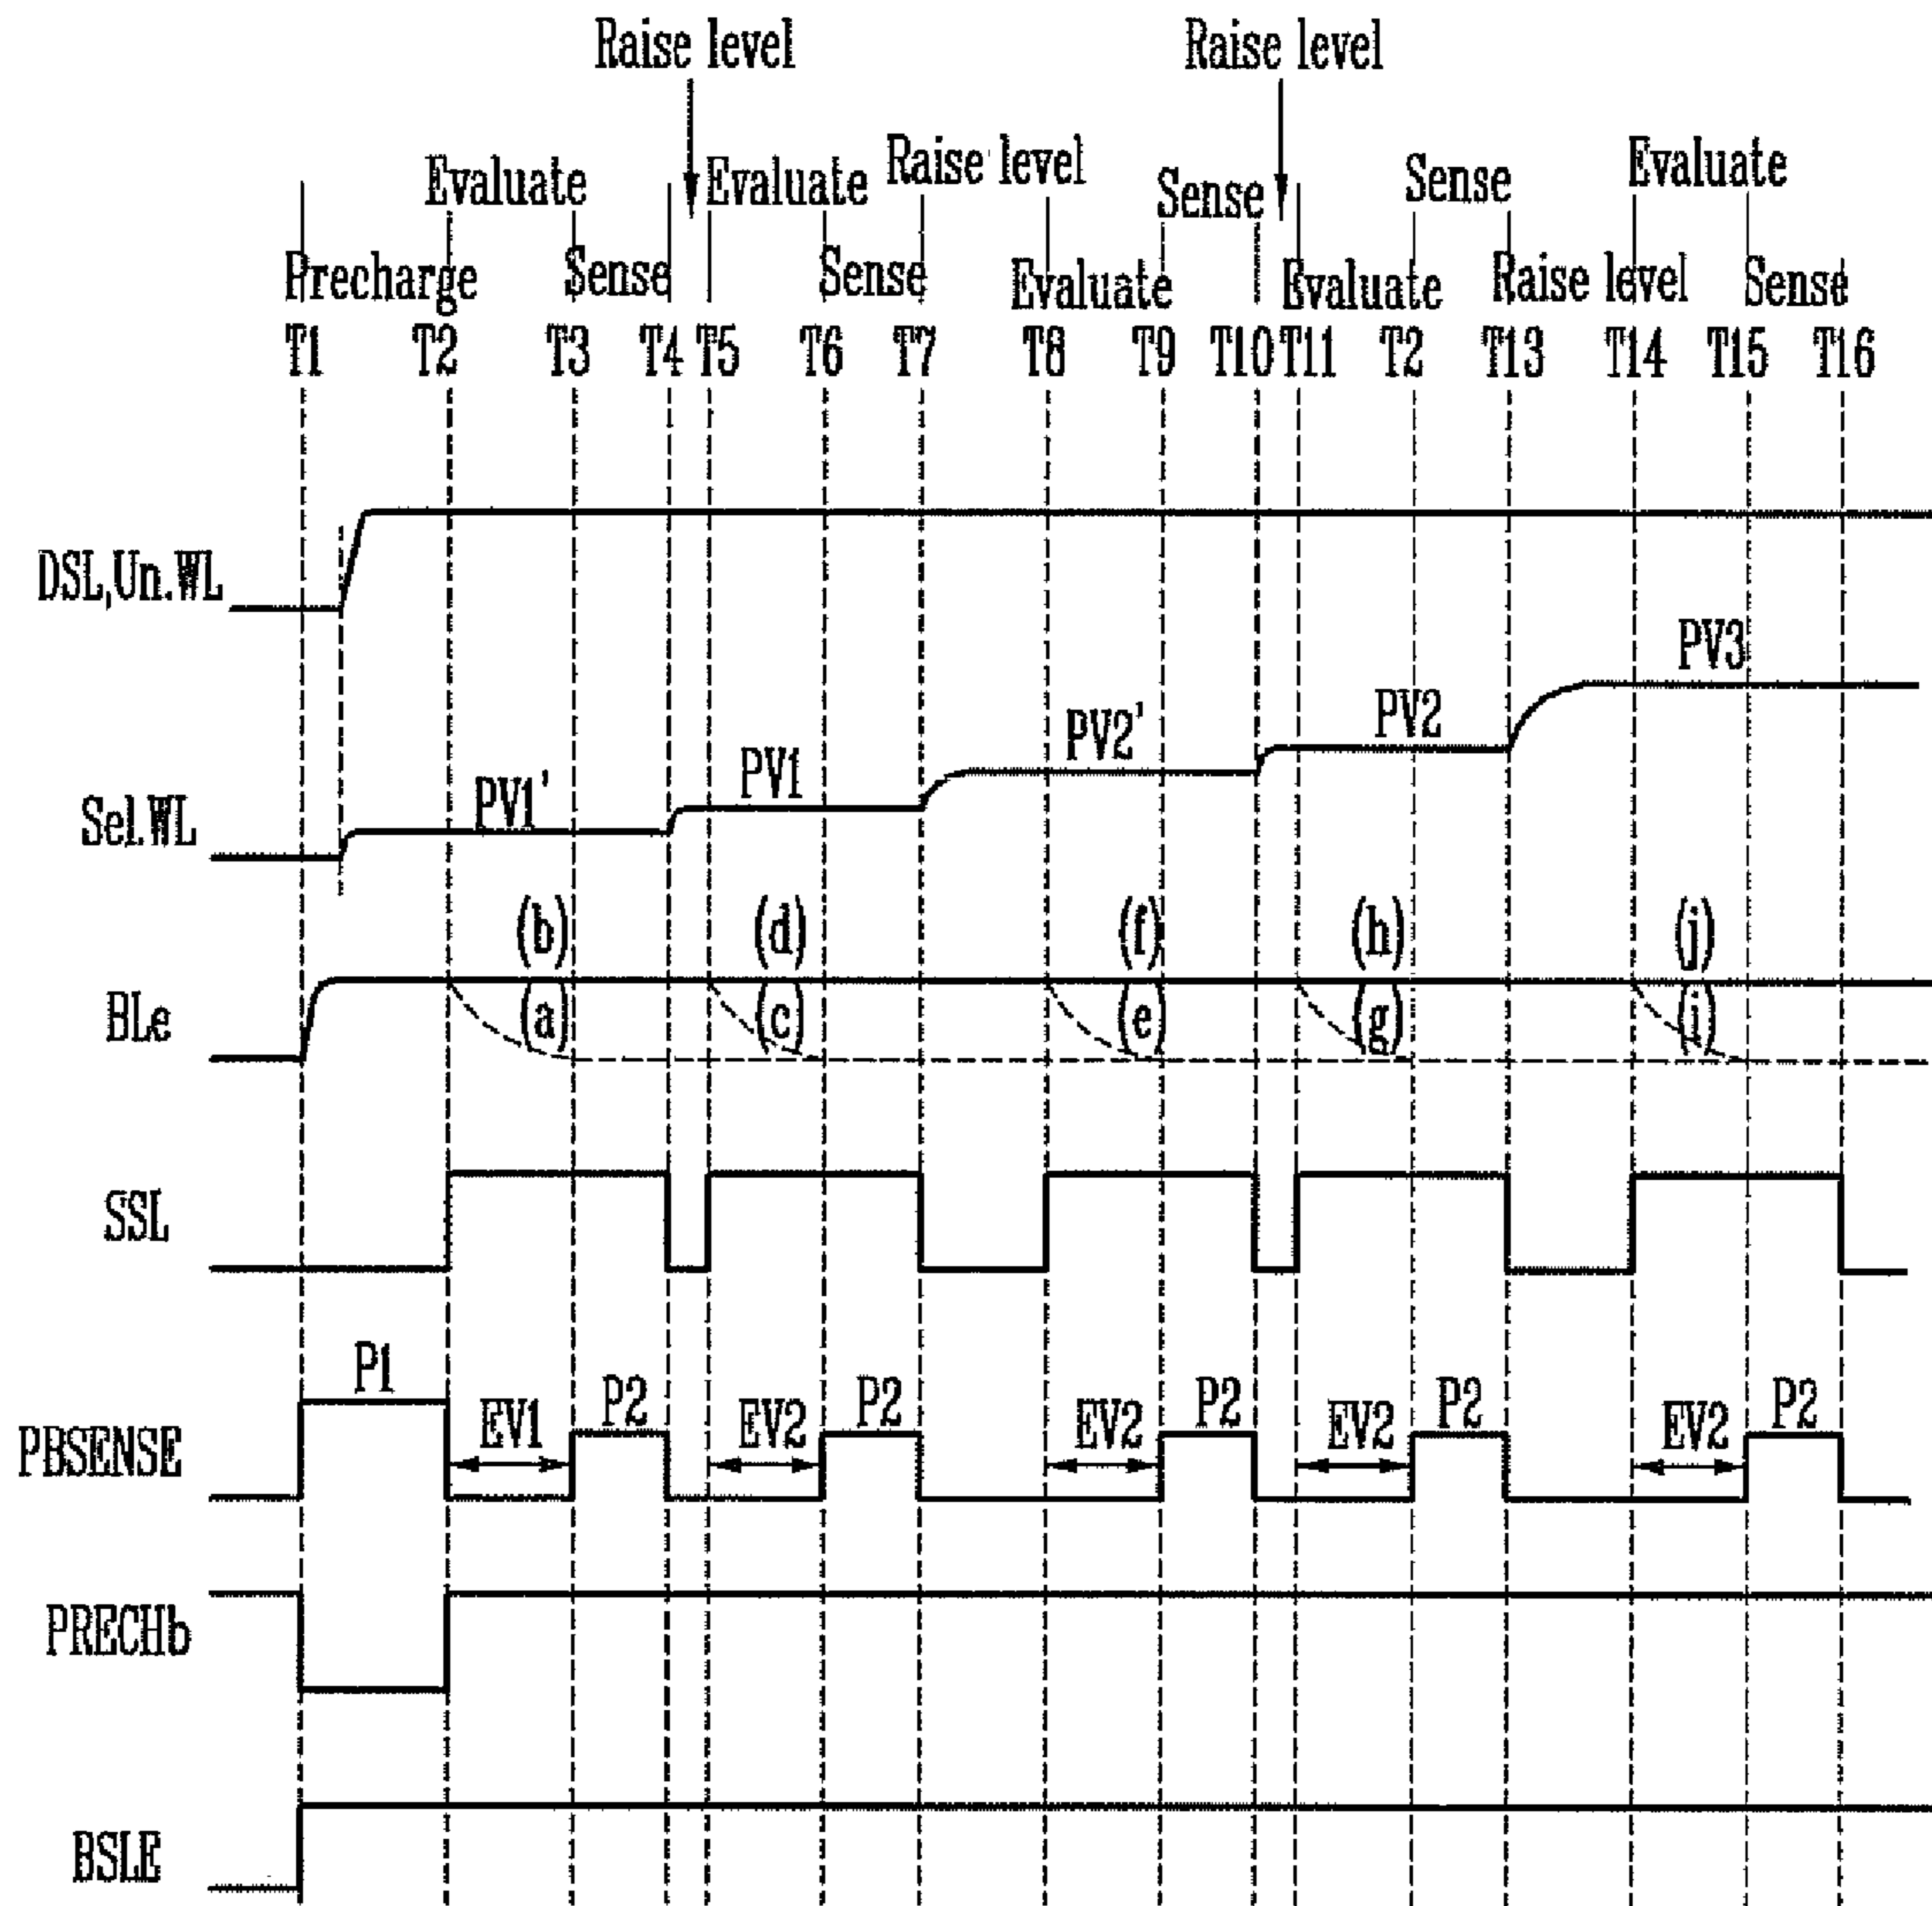 Raise level Raise level
Evaluate Evaluate Raise level Sense Sense Evaluate
Precharge Sense Sense Evaluate Evaluate Raise level Sense
T1 T2 T3 T4 T5 T6 T7 T8 T9 T10 T11 T2 T13 T14 T15 T16
DSL,Un.WL
PV3
PV2' PV2
PV1' PV1
Sel.WL
(b) (d) (f) (h) (j)
BLe (a) (c) (e) (g) (i)
SSL
P1
EV1 P2 EV2 P2 EV2 P2 EV2 P2 EV2 P2
PBSENSE
PRECHb
BSLE